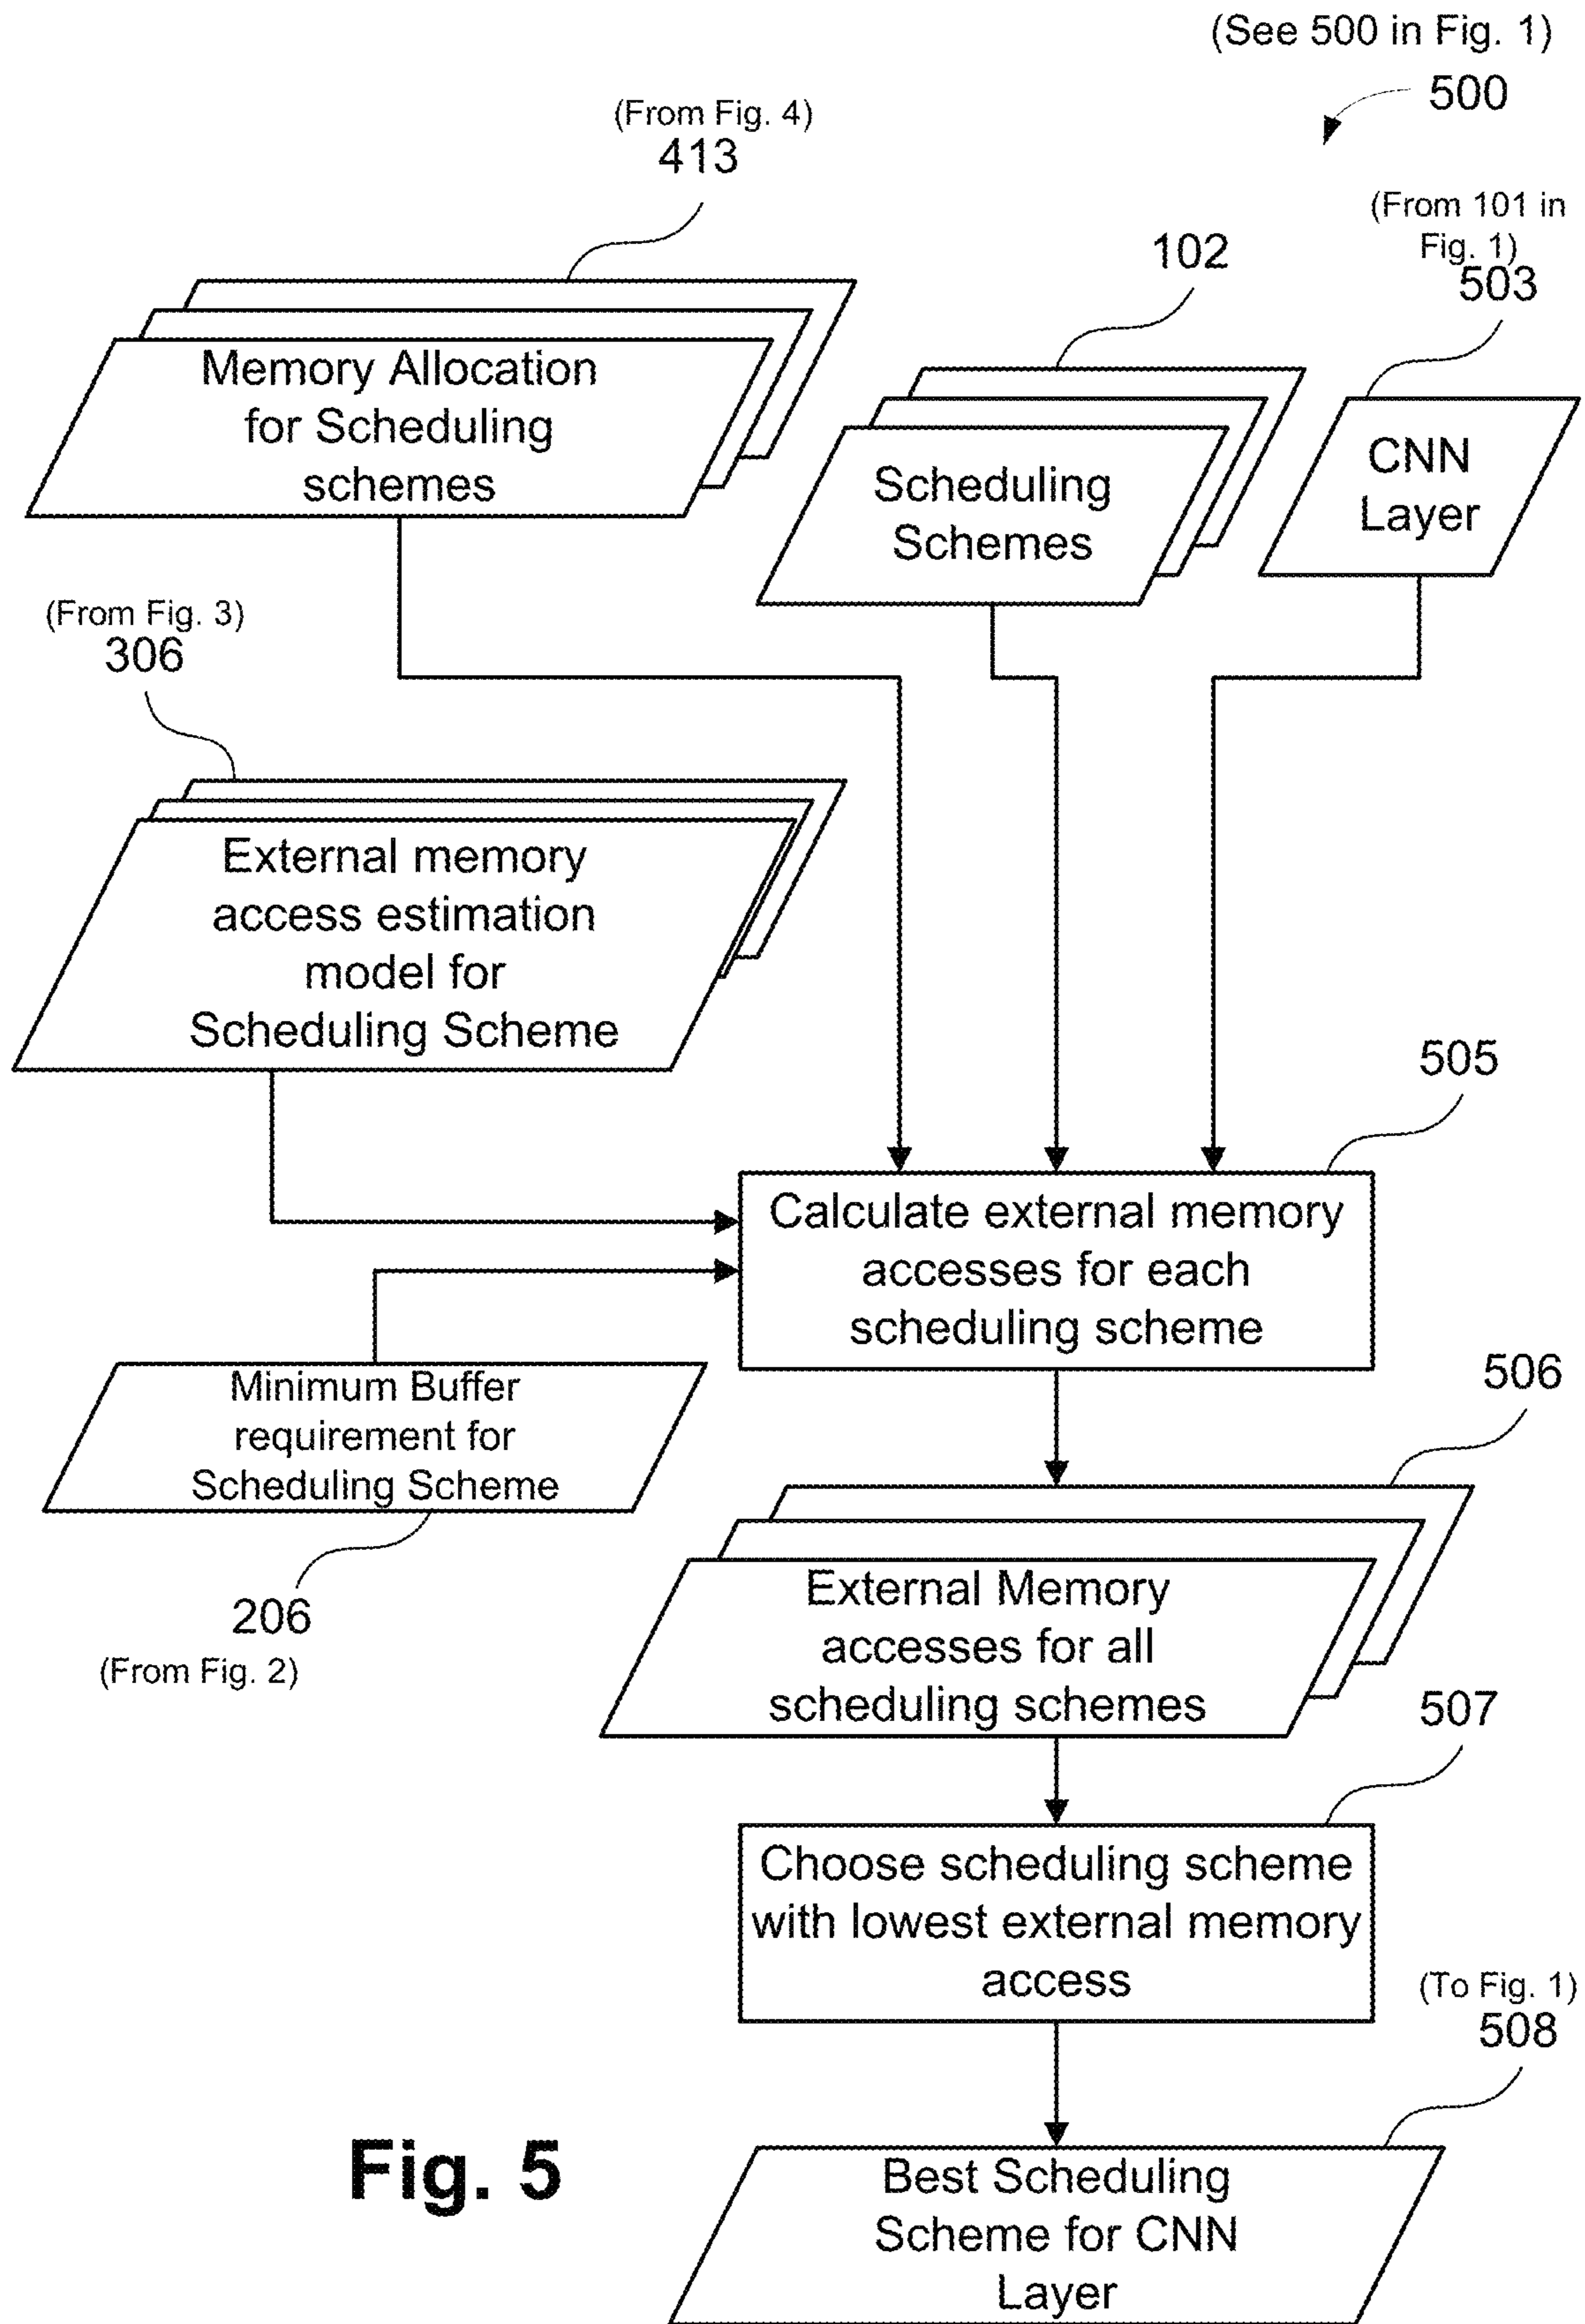 (See 500 in Fig. 1)
500
(From Fig. 4)
413
(From 101 in
Fig. 1)
503
102
Memory Allocation
for Scheduling
schemes
Scheduling
Schemes
CNN
Layer
(From Fig. 3)
306
External memory
access estimation
model for
Scheduling Scheme
505
Calculate external memory
accesses for each
scheduling scheme
Minimum Buffer
requirement for
Scheduling Scheme
206
(From Fig. 2)
506
External Memory
accesses for all
scheduling schemes
507
Choose scheduling scheme
with lowest external memory
access
(To Fig. 1)
508
Best Scheduling
Scheme for CNN
Layer
Fig. 5